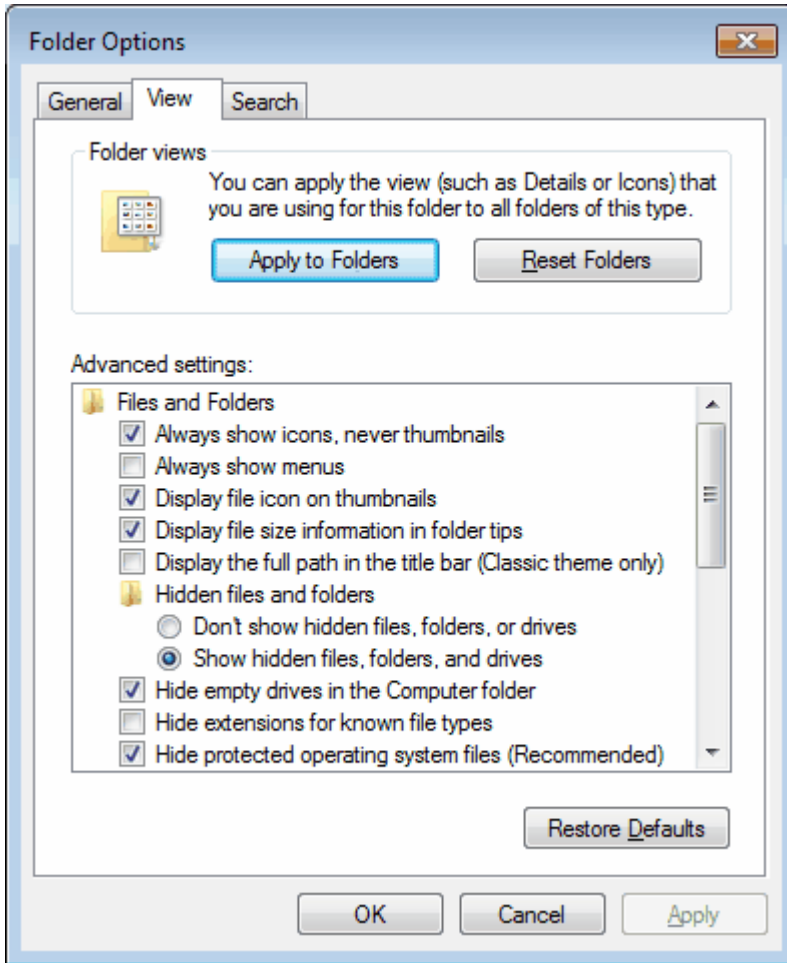 Folder Options
General View Search
Folder views
You can apply the view (such as Details or Icons) that
you are using for this folder to all folders of this type.
Apply to Folders Reset Folders
Advanced settings:
Files and Folders
Always show icons, never thumbnails
Always show menus
Display file icon on thumbnails
Display file size information in folder tips
Display the full path in the title bar (Classic theme only)
Hidden files and folders
Don't show hidden files, folders, or drives
Show hidden files, folders, and drives
Hide empty drives in the Computer folder
Hide extensions for known file types
Hide protected operating system files (Recommended)
Restore Defaults
OK Cancel Apply